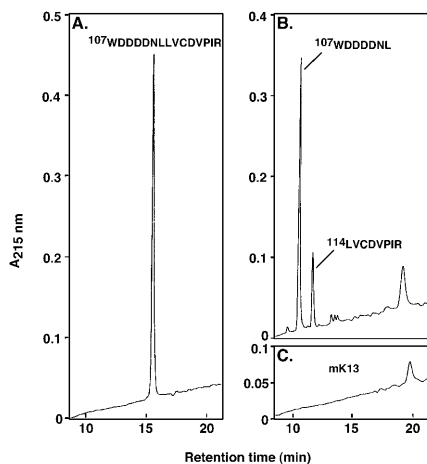 A.
¹⁰⁷WDDDDNLLVCDVPIR
0.5
0.4
0.3
0.2
0.1
0
10
15
20
A215 nm
B.
¹⁰⁷WDDDDNL
¹¹⁴LVCDVPIR
0.4
0.3
0.2
0.1
0
C.
mK13
0.1
0.05
0
10
15
20
Retention time (min)